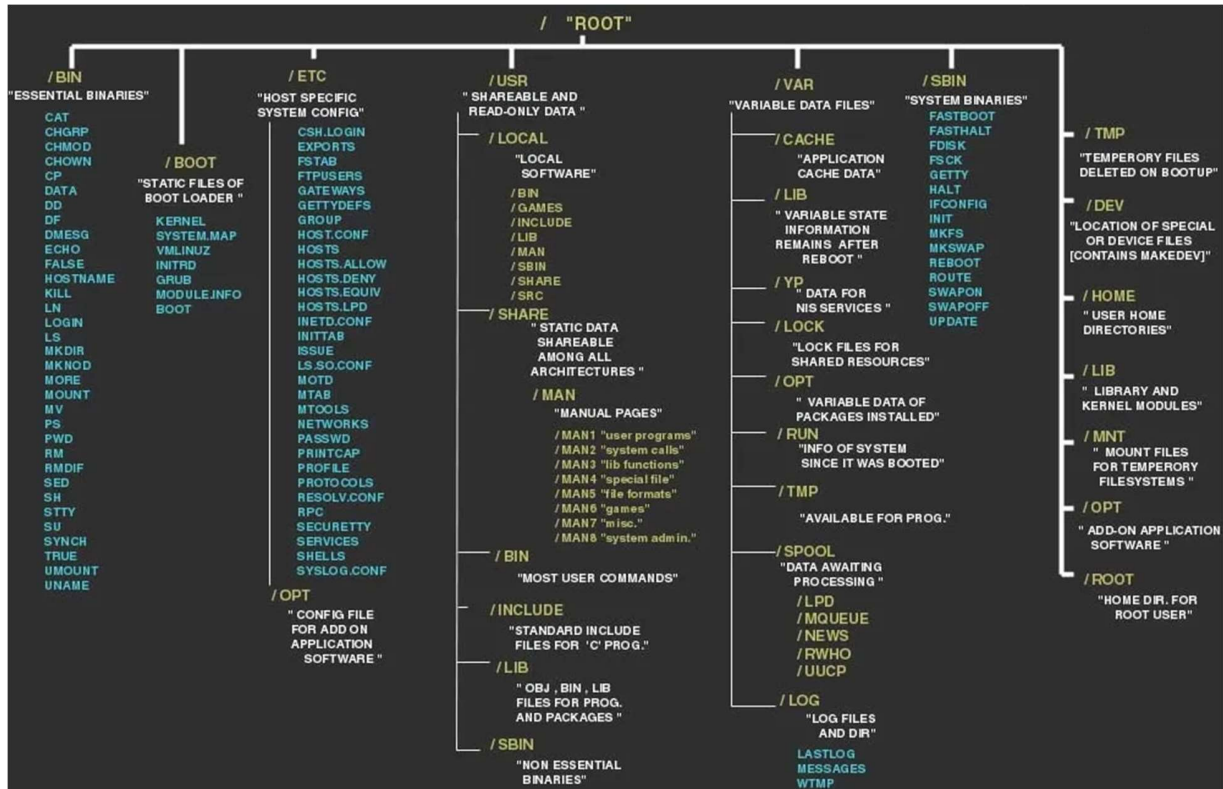 / "ROOT"
/BIN
"ESSENTIAL BINARIES"
CAT
CHGRP
CHMOD
CHOWN
CP
DATA
DD
DF
DMESG
ECHO
FALSE
HOSTNAME
KILL
LN
LOGIN
LS
MKDIR
MKNOD
MORE
MOUNT
MV
PS
PWD
RM
RMDIF
SED
SH
STTY
SU
SYNCH
TRUE
UMOUNT
UNAME
/BOOT
"STATIC FILES OF
BOOT LOADER "
KERNEL
SYSTEM.MAP
VMLINUZ
INITRD
GRUB
MODULE.INFO
BOOT
/ETC
"HOST SPECIFIC
SYSTEM CONFIG"
CSH.LOGIN
EXPORTS
FSTAB
FTPUSERS
GATEWAYS
GETTYDEFS
GROUP
HOST.CONF
HOSTS
HOSTS.ALLOW
HOSTS.DENY
HOSTS.EQUIV
HOSTS.LPD
INETD.CONF
INITTAB
ISSUE
LS.SO.CONF
MOTD
MTAB
MTOOLS
NETWORKS
PASSWD
PRINTCAP
PROFILE
PROTOCOLS
RESOLV.CONF
RPC
SECURETTY
SERVICES
SHELLS
SYSLOG.CONF
/OPT
" CONFIG FILE
FOR ADD ON
APPLICATION
SOFTWARE "
/USR
" SHAREABLE AND
READ-ONLY DATA "
/LOCAL
"LOCAL
SOFTWARE"
/BIN
/GAMES
/INCLUDE
/LIB
/MAN
/SBIN
/SHARE
/SRC
/SHARE
" STATIC DATA
SHAREABLE
AMONG ALL
ARCHITECTURES "
/MAN
"MANUAL PAGES"
/MAN1 "user programs"
/MAN2 "system calls"
/MAN3 "lib functions"
/MAN4 "special file"
/MAN5 "file formats"
/MAN6 "games"
/MAN7 "misc."
/MAN8 "system admin."
/BIN
"MOST USER COMMANDS"
/INCLUDE
"STANDARD INCLUDE
FILES FOR 'C' PROG."
/LIB
" OBJ , BIN , LIB
FILES FOR PROG.
AND PACKAGES "
/SBIN
"NON ESSENTIAL
BINARIES"
/VAR
"VARIABLE DATA FILES"
/CACHE
"APPLICATION
CACHE DATA"
/LIB
" VARIABLE STATE
INFORMATION
REMAINS AFTER
REBOOT "
/YP
" DATA FOR
NIS SERVICES "
/LOCK
"LOCK FILES FOR
SHARED RESOURCES"
/OPT
" VARIABLE DATA OF
PACKAGES INSTALLED"
/RUN
"INFO OF SYSTEM
SINCE IT WAS BOOTED"
/TMP
"AVAILABLE FOR PROG."
/SPOOL
"DATA AWAITING
PROCESSING "
/LPD
/MQUEUE
/NEWS
/RWHO
/UUCP
/LOG
"LOG FILES
AND DIR"
LASTLOG
MESSAGES
WTMP
/SBIN
"SYSTEM BINARIES"
FASTBOOT
FASTHALT
FDISK
FSCK
GETTY
HALT
IFCONFIG
INIT
MKFS
MKSWAP
REBOOT
ROUTE
SWAPON
SWAPOFF
UPDATE
/TMP
"TEMPERORY FILES
DELETED ON BOOTUP"
/DEV
"LOCATION OF SPECIAL
OR DEVICE FILES
[CONTAINS MAKEDEV]"
/HOME
" USER HOME
DIRECTORIES"
/LIB
" LIBRARY AND
KERNEL MODULES"
/MNT
" MOUNT FILES
FOR TEMPERORY
FILESYSTEMS "
/OPT
" ADD-ON APPLICATION
SOFTWARE "
/ROOT
"HOME DIR. FOR
ROOT USER"